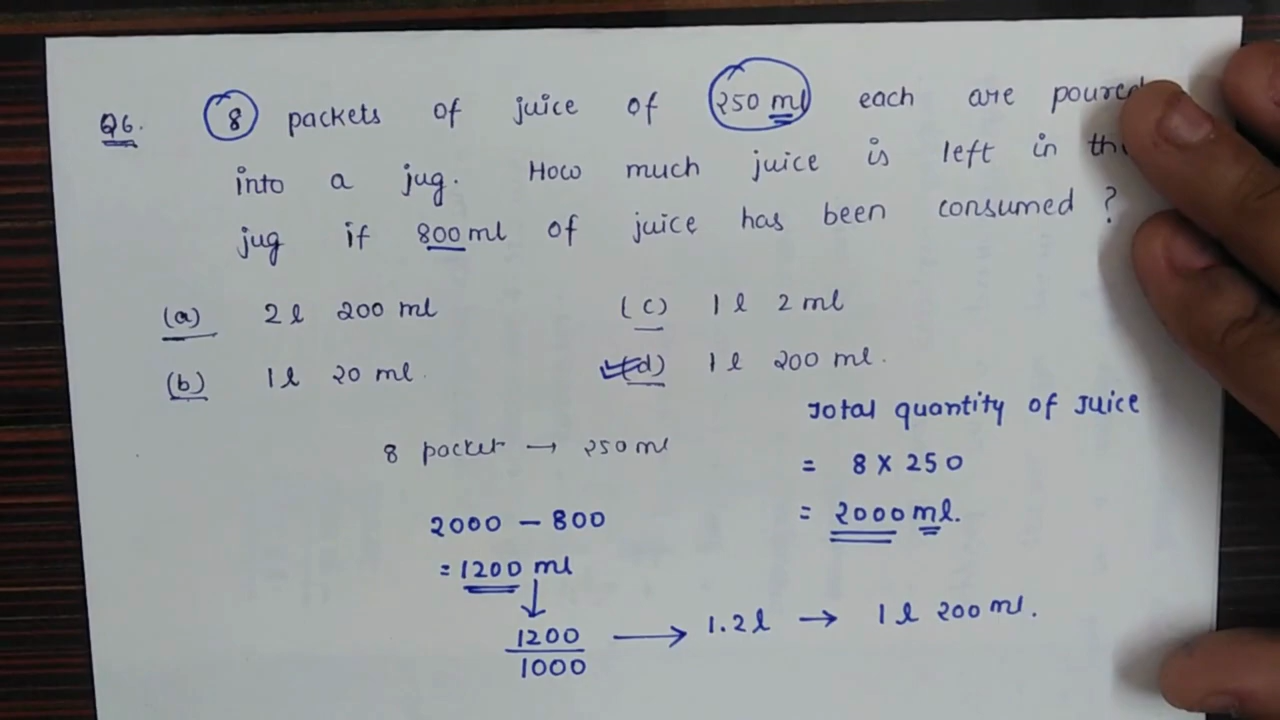 Q6. 8 packets of juice of 250 ml each are poured
into a jug. How much juice is left in the
jug if 800 ml of juice has been consumed ?
(a) 2 l 200 ml (c) 1 l 2 ml
(b) 1 l 20 ml. (d) 1 l 200 ml.
Total quantity of Juice
8 packet → 250 ml
= 8 X 250
2000 - 800
= 2000 ml.
= 1200 ml
↓
1200/1000 → 1.2 l → 1 l 200 ml.